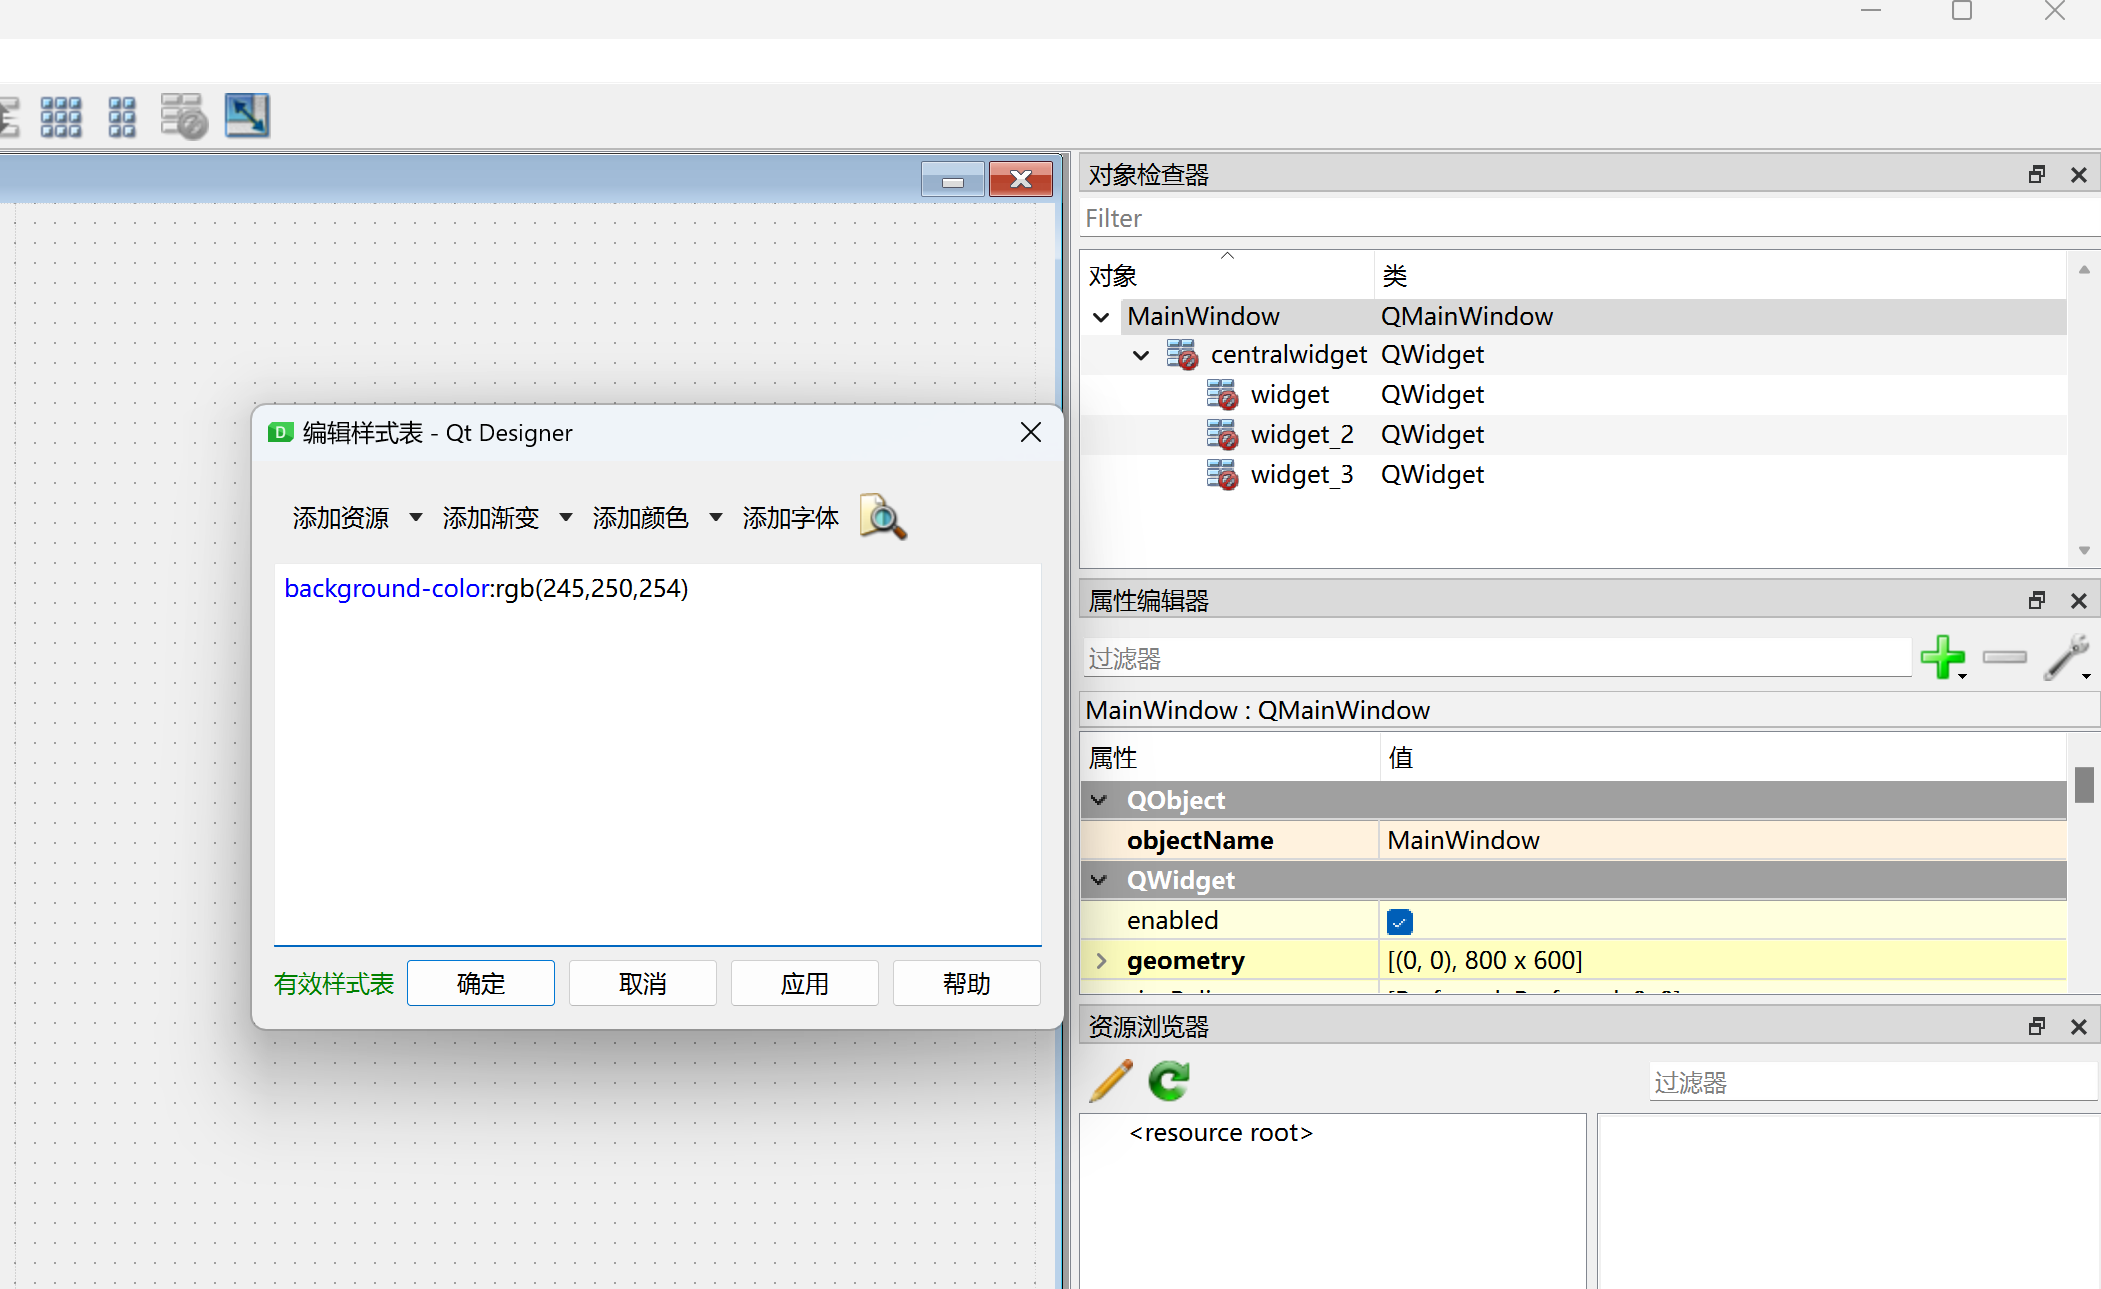 对象检查器
Filter
对象 类
MainWindow QMainWindow
centralwidget QWidget
widget QWidget
widget_2 QWidget
widget_3 QWidget
编辑样式表 - Qt Designer
添加资源 添加渐变 添加颜色 添加字体
background-color:rgb(245,250,254)
有效样式表 确定 取消 应用 帮助
属性编辑器
过滤器
MainWindow : QMainWindow
属性 值
QObject
objectName MainWindow
QWidget
enabled
geometry [(0, 0), 800 x 600]
资源浏览器
过滤器
<resource root>